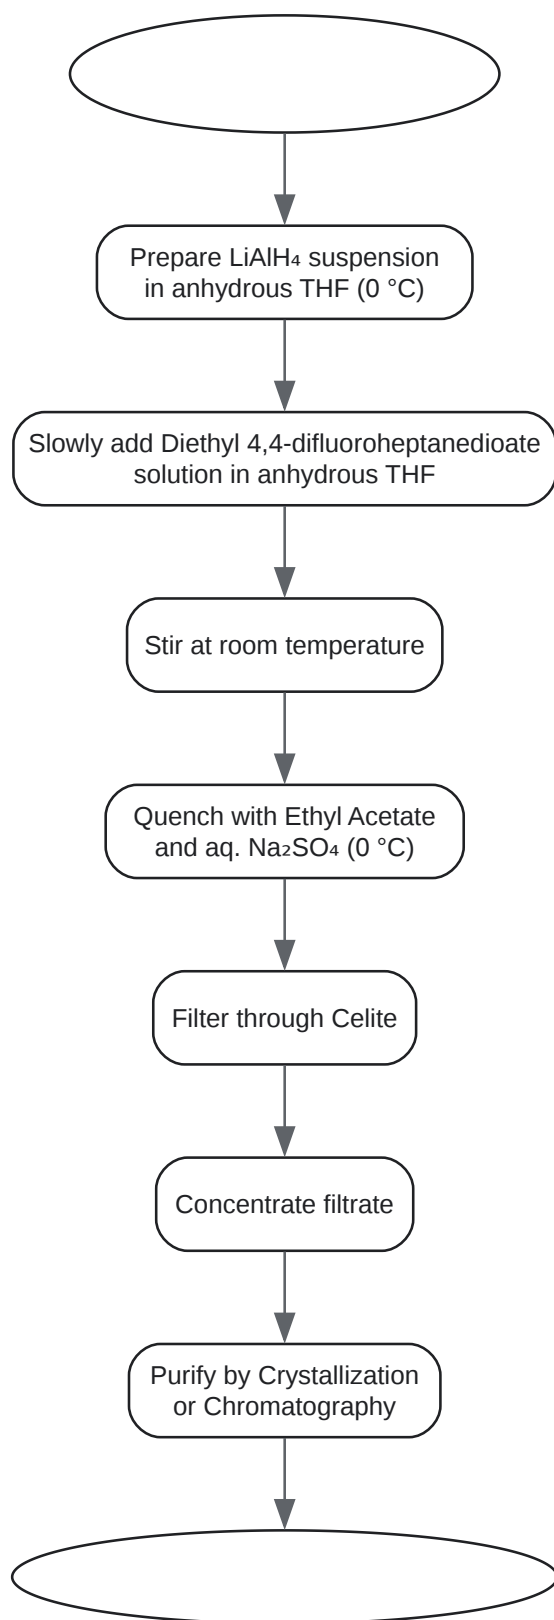 Prepare LiAlH₄ suspension
in anhydrous THF (0 °C)
Slowly add Diethyl 4,4-difluoroheptanedioate
solution in anhydrous THF
Stir at room temperature
Quench with Ethyl Acetate
and aq. Na₂SO₄ (0 °C)
Filter through Celite
Concentrate filtrate
Purify by Crystallization
or Chromatography